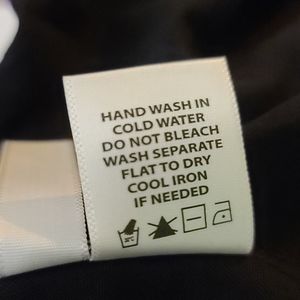 HAND WASH IN
COLD WATER
DO NOT BLEACH
WASH SEPARATE
FLAT TO DRY
COOL IRON
IF NEEDED